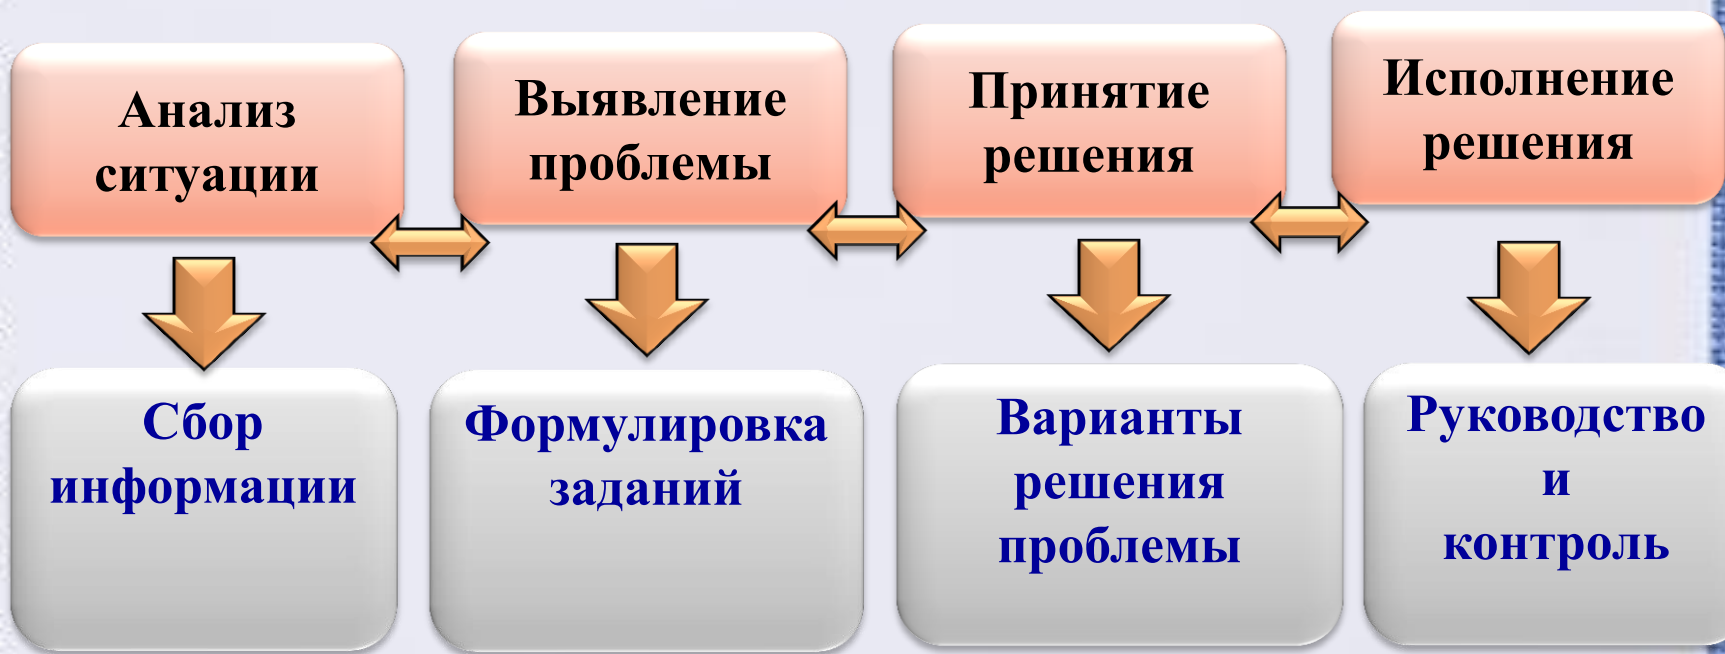 Анализ
ситуации
Выявление
проблемы
Принятие
решения
Исполнение
решения
Сбор
информации
Формулировка
заданий
Варианты
решения
проблемы
Руководство
и
контроль